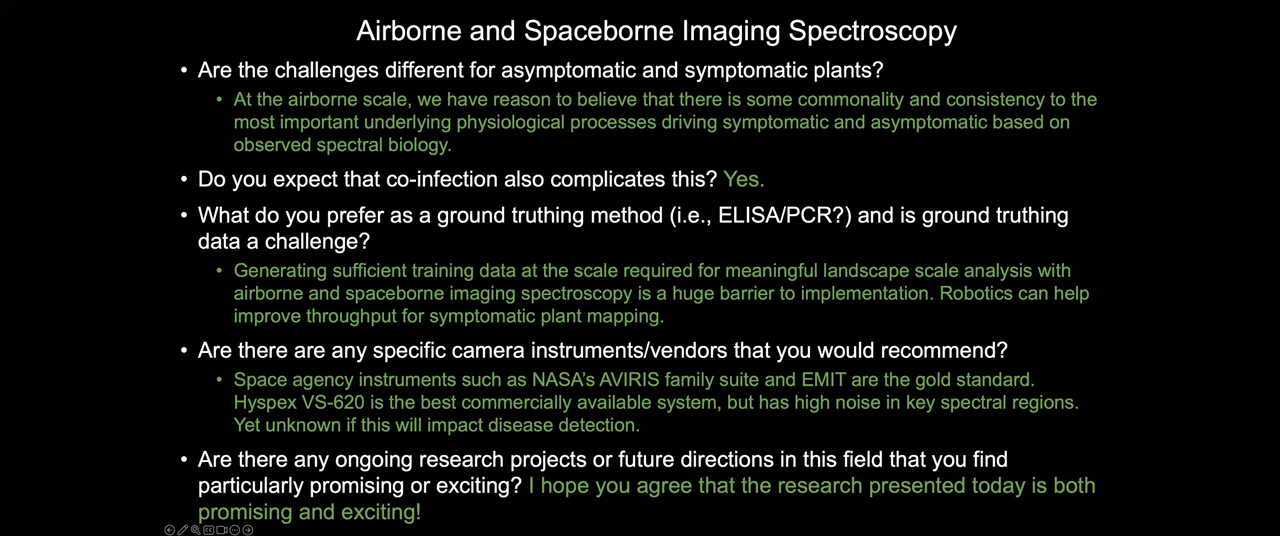 Airborne and Spaceborne Imaging Spectroscopy
• Are the challenges different for asymptomatic and symptomatic plants?
• At the airborne scale, we have reason to believe that there is some commonality and consistency to the
most important underlying physiological processes driving symptomatic and asymptomatic based on
observed spectral biology.
• Do you expect that co-infection also complicates this? Yes.
• What do you prefer as a ground truthing method (i.e., ELISA/PCR?) and is ground truthing
data a challenge?
• Generating sufficient training data at the scale required for meaningful landscape scale analysis with
airborne and spaceborne imaging spectroscopy is a huge barrier to implementation. Robotics can help
improve throughput for symptomatic plant mapping.
• Are there are any specific camera instruments/vendors that you would recommend?
• Space agency instruments such as NASA's AVIRIS family suite and EMIT are the gold standard.
Hyspex VS-620 is the best commercially available system, but has high noise in key spectral regions.
Yet unknown if this will impact disease detection.
• Are there any ongoing research projects or future directions in this field that you find
particularly promising or exciting? I hope you agree that the research presented today is both
promising and exciting!